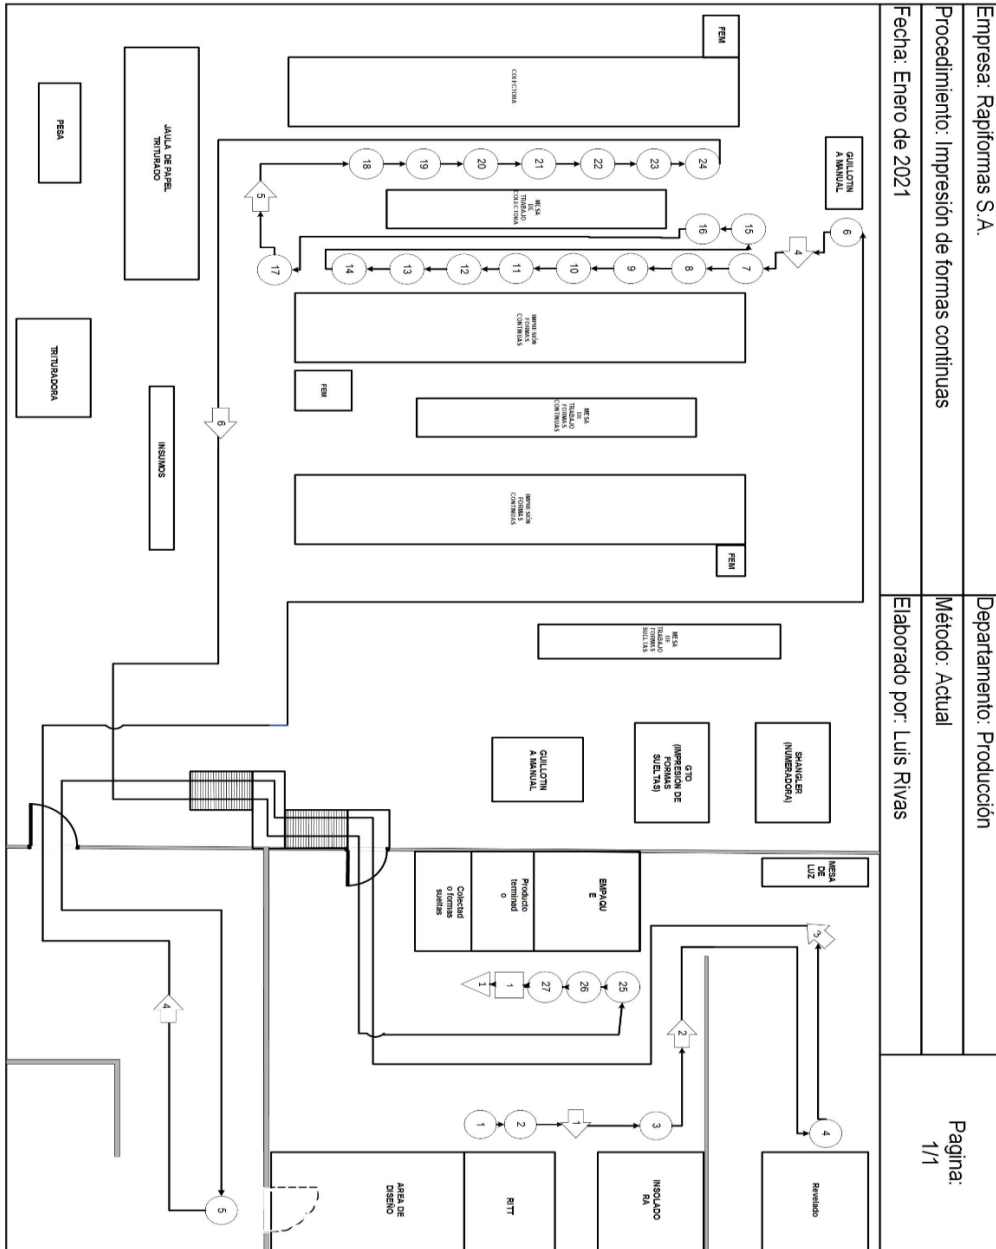 Empresa: Rapiformas S.A.
Departamento: Producción
Pagina:
1/1
Procedimiento: Impresión de formas continuas
Método: Actual
Fecha: Enero de 2021
Elaborado por: Luis Rivas
GUILLOTIN
A MANUAL
SHANGLER
(NUMERADORA)
MESA
DE
LUZ
Revelado
FEM
COLECTORA
24
23
22
21
20
19
18
5
6
4
MESA
DE
TRABAJO
COLECTORA
15
16
17
7
8
9
10
11
12
13
14
IMPRESIÓN
FORMAS
CONTINUAS
FEM
MESA
DE
TRABAJO
FORMAS
CONTINUAS
IMPRESIÓN
FORMAS
CONTINUAS
FEM
MESA
DE
TRABAJO
FORMAS
SUELTAS
GTO
(IMPRESIÓN DE
FORMAS
SUELTAS)
GUILLOTIN
A MANUAL
EMPAQU
E
Producto
terminad
o
Colectad
o formas
sueltas
25
26
27
1
1
3
2
4
1
2
1
3
INSOLADO
RA
RITT
AREA DE
DISEÑO
JAULA DE PAPEL
TRITURADO
PESA
TRITURADORA
INSUMOS
6
4
5